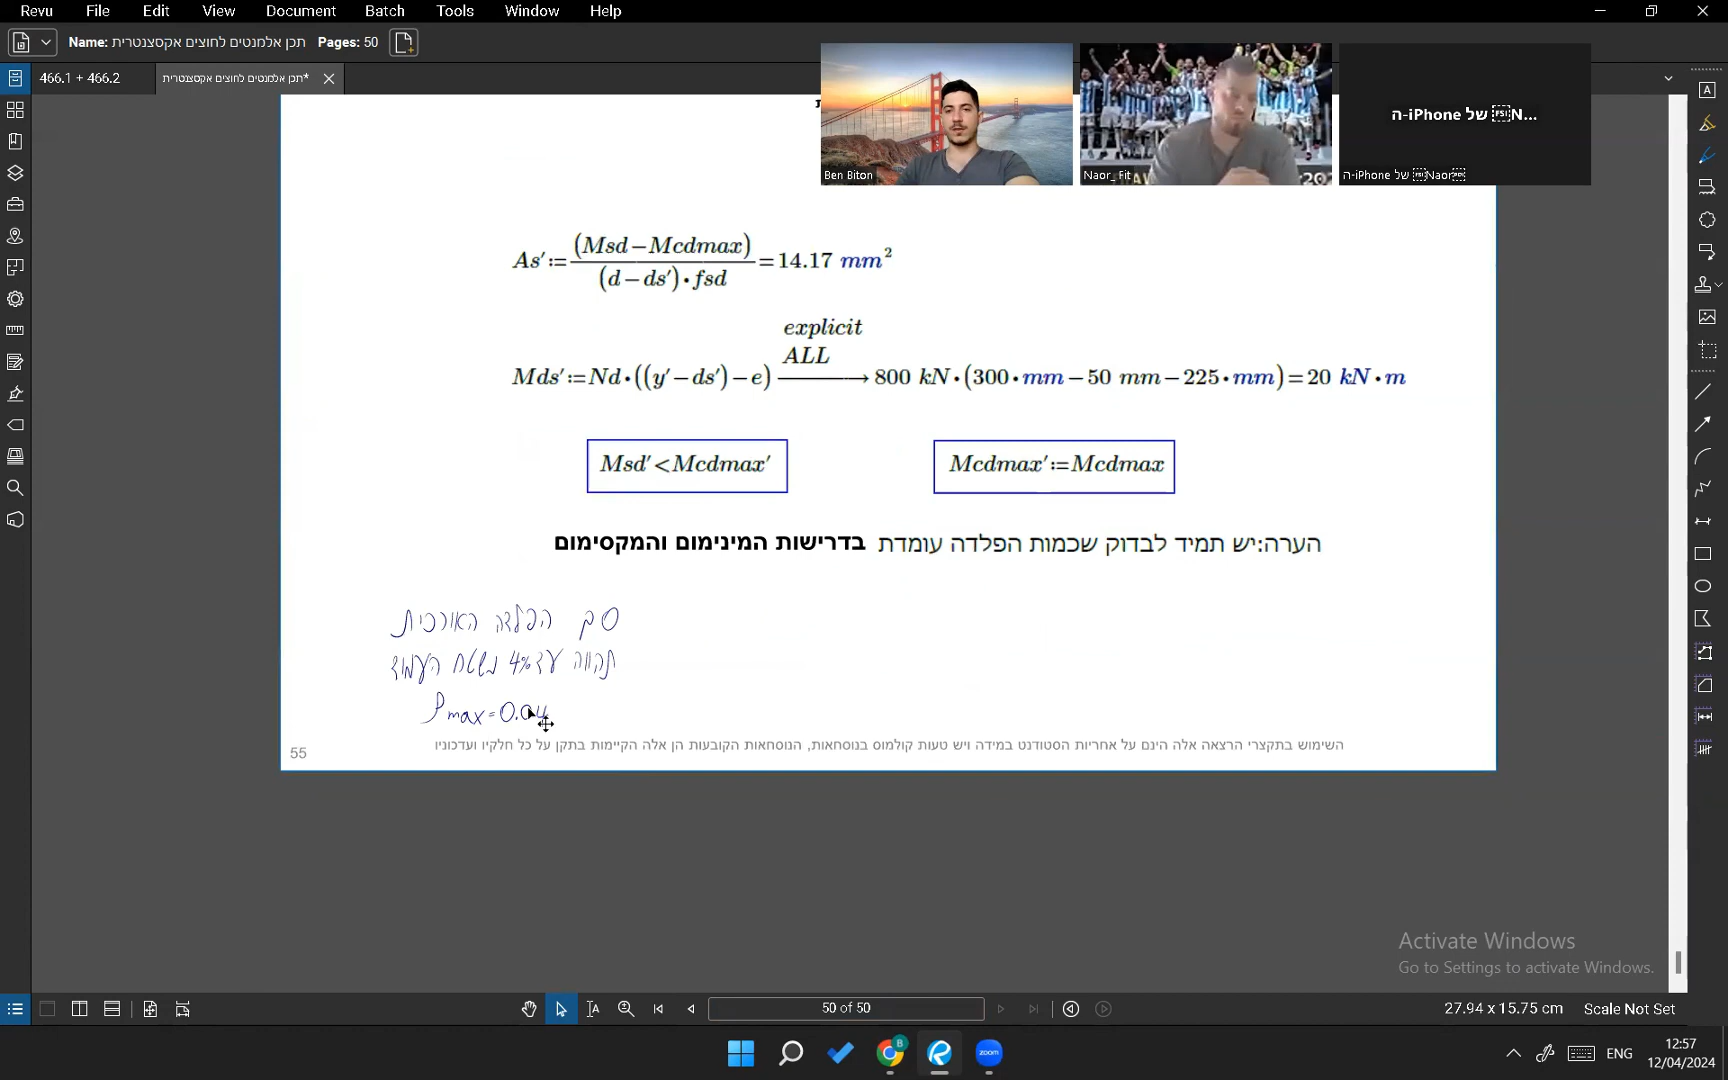 Revu File Edit View Document Batch Tools Window Help
Name: תכן אלמנטים לחוצים אקסצנטרית Pages: 50
466.1 + 466.2
תכן אלמנטים לחוצים אקסצנטרית*
Ben Biton
Naor_Fit
ה-iPhone של N...
ה-iPhone של Naor
As′:=(Msd−Mcdmax)/((d−ds′)•fsd)=14.17 mm²
explicit
ALL
Mds′:=Nd•((y′−ds′)−e) → 800 kN•(300•mm−50 mm−225•mm)=20 kN•m
Msd′<Mcdmax′
Mcdmax′:=Mcdmax
הערה:יש תמיד לבדוק שכמות הפלדה עומדת בדרישות המינימום והמקסימום
סך הפלדה האורכית
תהווה עד 4% משטח העמוד
ρmax=0.04
השימוש בתקצרי הרצאה אלה הינם על אחריות הסטודנט במידה ויש טעות קולמוס בנוסחאות, הנוסחאות הקובעות הן אלה הקיימות בתקן על כל חלקיו ועדכוניו
55
Activate Windows
Go to Settings to activate Windows.
50 of 50
27.94 x 15.75 cm Scale Not Set
zoom
ENG
12:57
12/04/2024